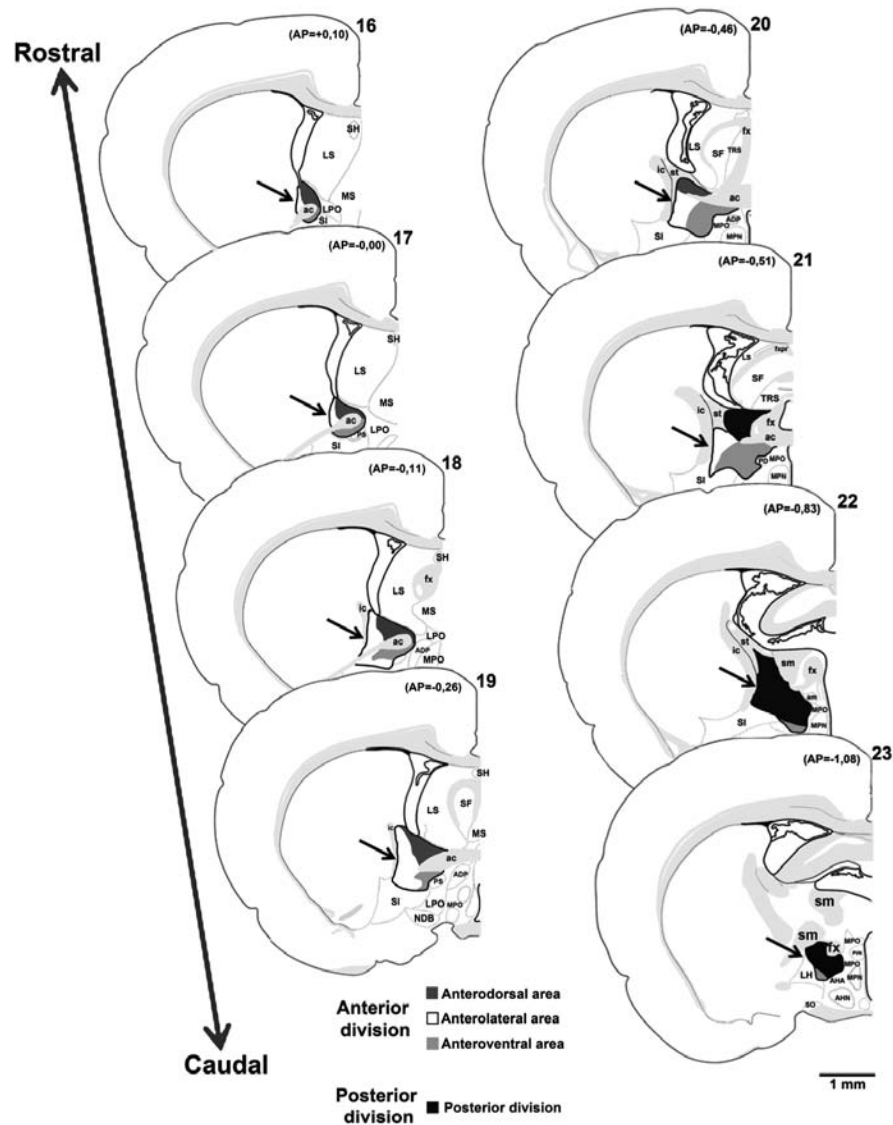 Rostral
Caudal
16
(AP=+0,10)
SH
LS
MS
ac
LPO
SI
17
(AP=-0,00)
SH
LS
MS
ac
LPO
PS
SI
18
(AP=-0,11)
SH
fx
LS
ic
MS
ac
LPO
ADP
MPO
19
(AP=-0,26)
SH
LS
SF
ic
MS
ac
PS
ADP
SI
LPO
MPO
NDB
20
(AP=-0,46)
fx
LS
SF
TRS
ic
st
ac
ADP
MPO
SI
MPN
21
(AP=-0,51)
LS
SF
TRS
ic
st
fx
ac
PD
MPO
SI
MPN
22
(AP=-0,83)
st
ic
sm
fx
am
MPO
SI
MPN
23
(AP=-1,08)
sm
sm
fx
MPO
MPO
LH
AHA
MPN
SO
AHN
1 mm
Anterior
division
Anterodorsal area
Anterolateral area
Anteroventral area
Posterior
division
Posterior division